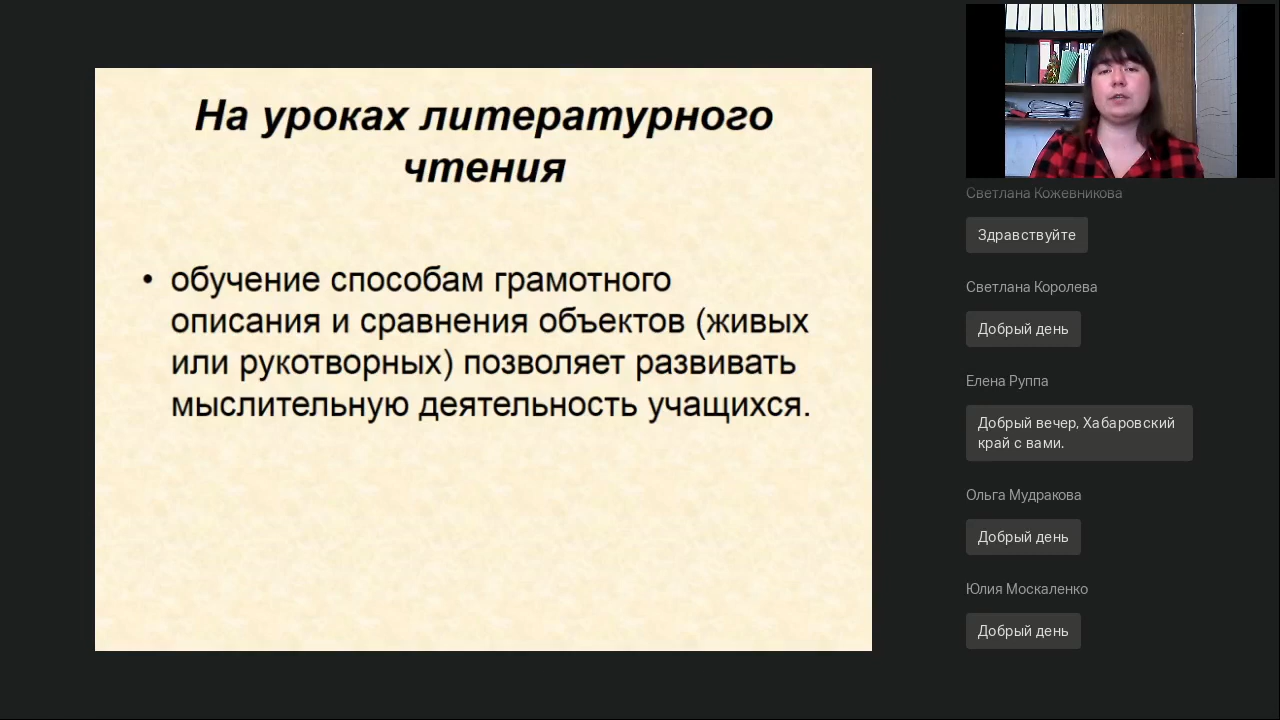 На уроках литературного
чтения
• обучение способам грамотного
описания и сравнения объектов (живых
или рукотворных) позволяет развивать
мыслительную деятельность учащихся.
Светлана Кожевникова
Здравствуйте
Светлана Королева
Добрый день
Елена Руппа
Добрый вечер, Хабаровский
край с вами.
Ольга Мудракова
Добрый день
Юлия Москаленко
Добрый день